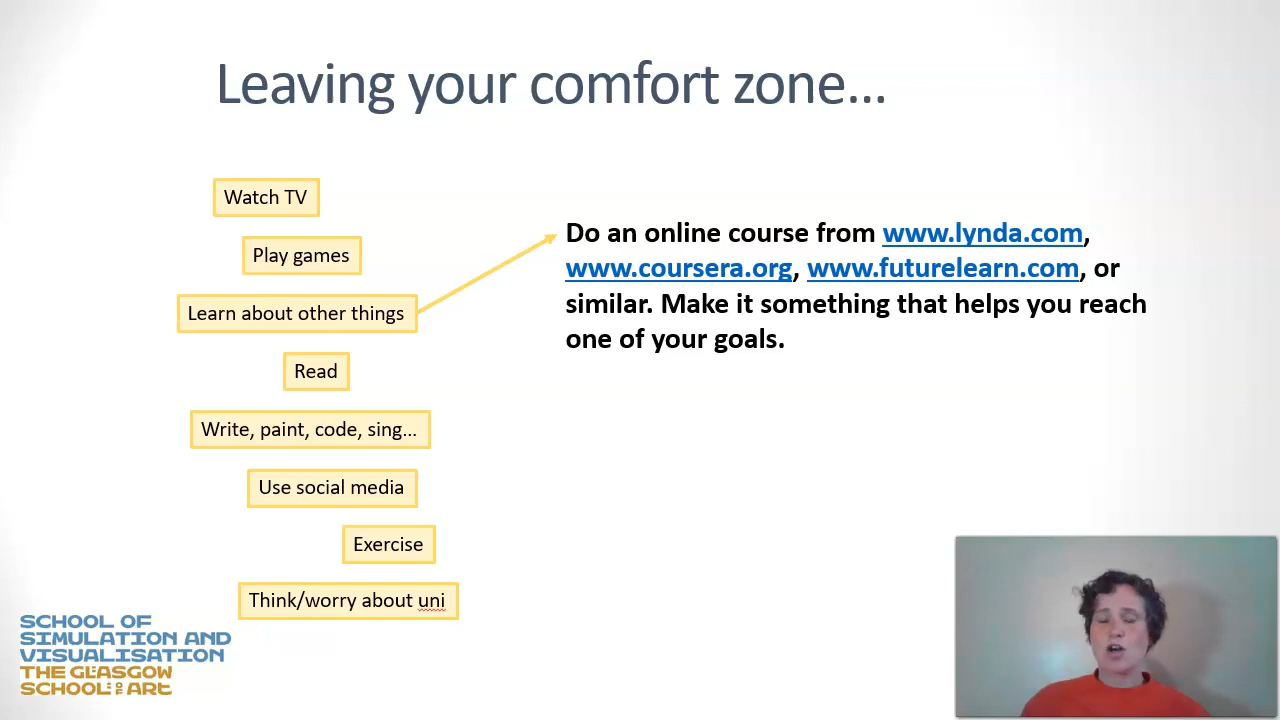 Leaving your comfort zone...
Watch TV
Play games
Learn about other things
Read
Write, paint, code, sing...
Use social media
Exercise
Think/worry about uni
Do an online course from www.lynda.com,
www.coursera.org, www.futurelearn.com, or
similar. Make it something that helps you reach
one of your goals.
SCHOOL OF
SIMULATION AND
VISUALISATION
THE GLASGOW
SCHOOL OF ART